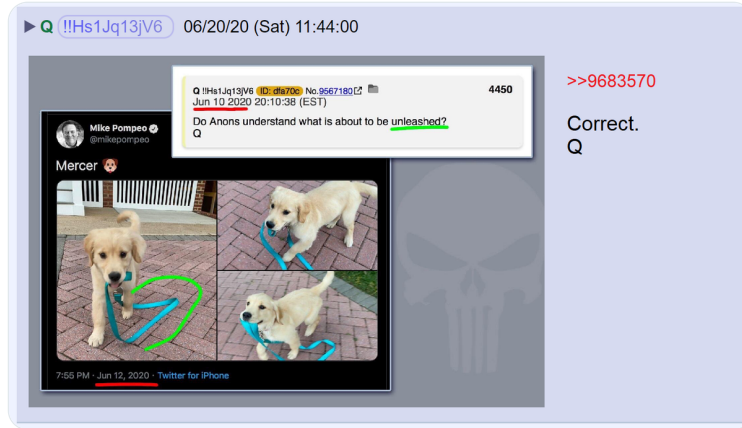 Q !!Hs1Jq13jV6 06/20/20 (Sat) 11:44:00
Q !!Hs1Jq13jV6 ID: dfa70c No.9567180 4450
Jun 10 2020 20:10:38 (EST)
Do Anons understand what is about to be unleashed?
Q
Mike Pompeo
@mikepompeo
Mercer
7:55 PM · Jun 12, 2020 · Twitter for iPhone
>>9683570
Correct.
Q